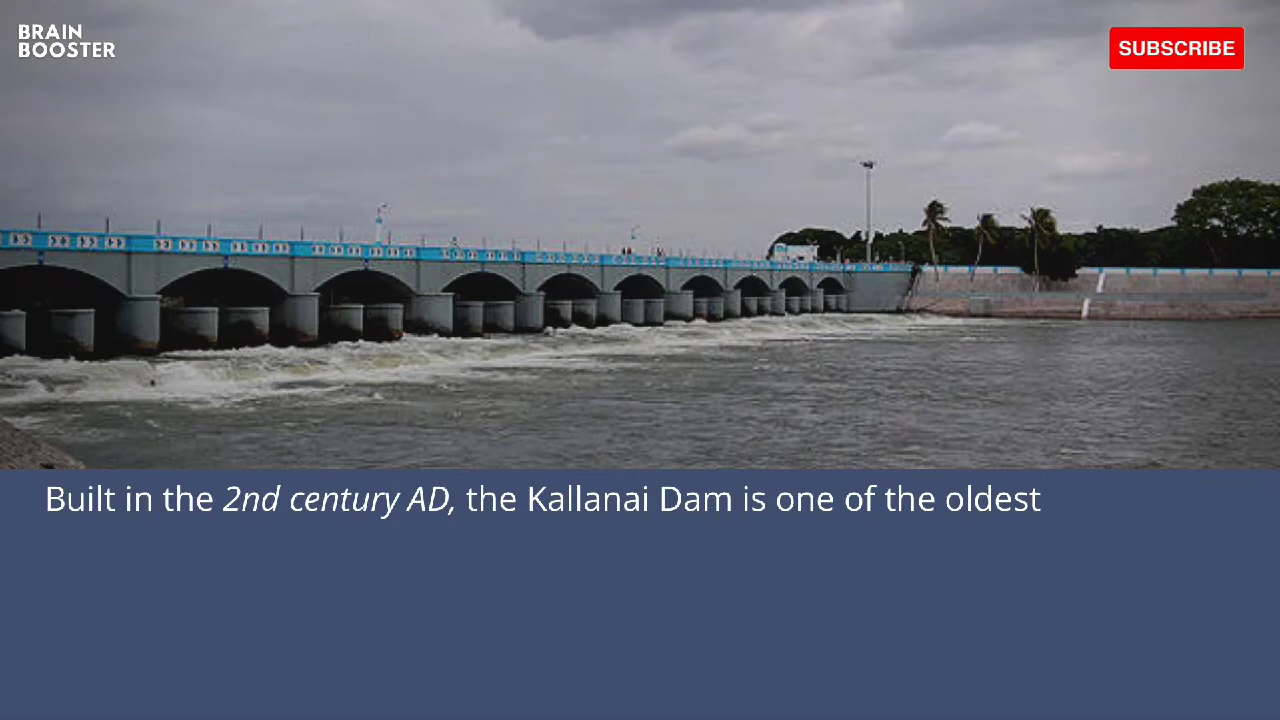 BRAIN
BOOSTER
SUBSCRIBE
Built in the 2nd century AD, the Kallanai Dam is one of the oldest